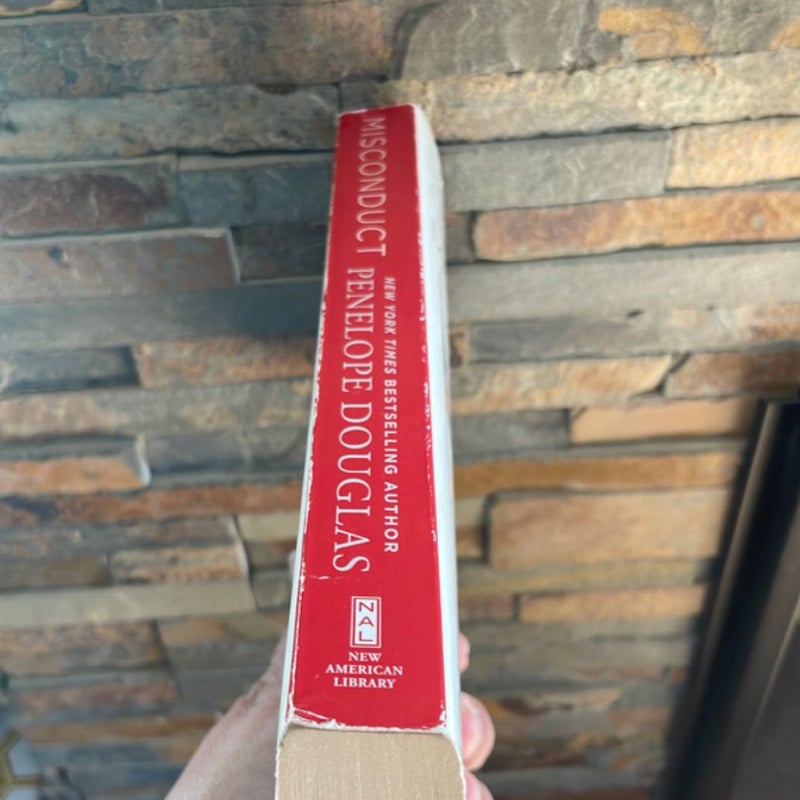 MISCONDUCT
NEW YORK TIMES BESTSELLING AUTHOR
PENELOPE DOUGLAS
NAL
NEW
AMERICAN
LIBRARY